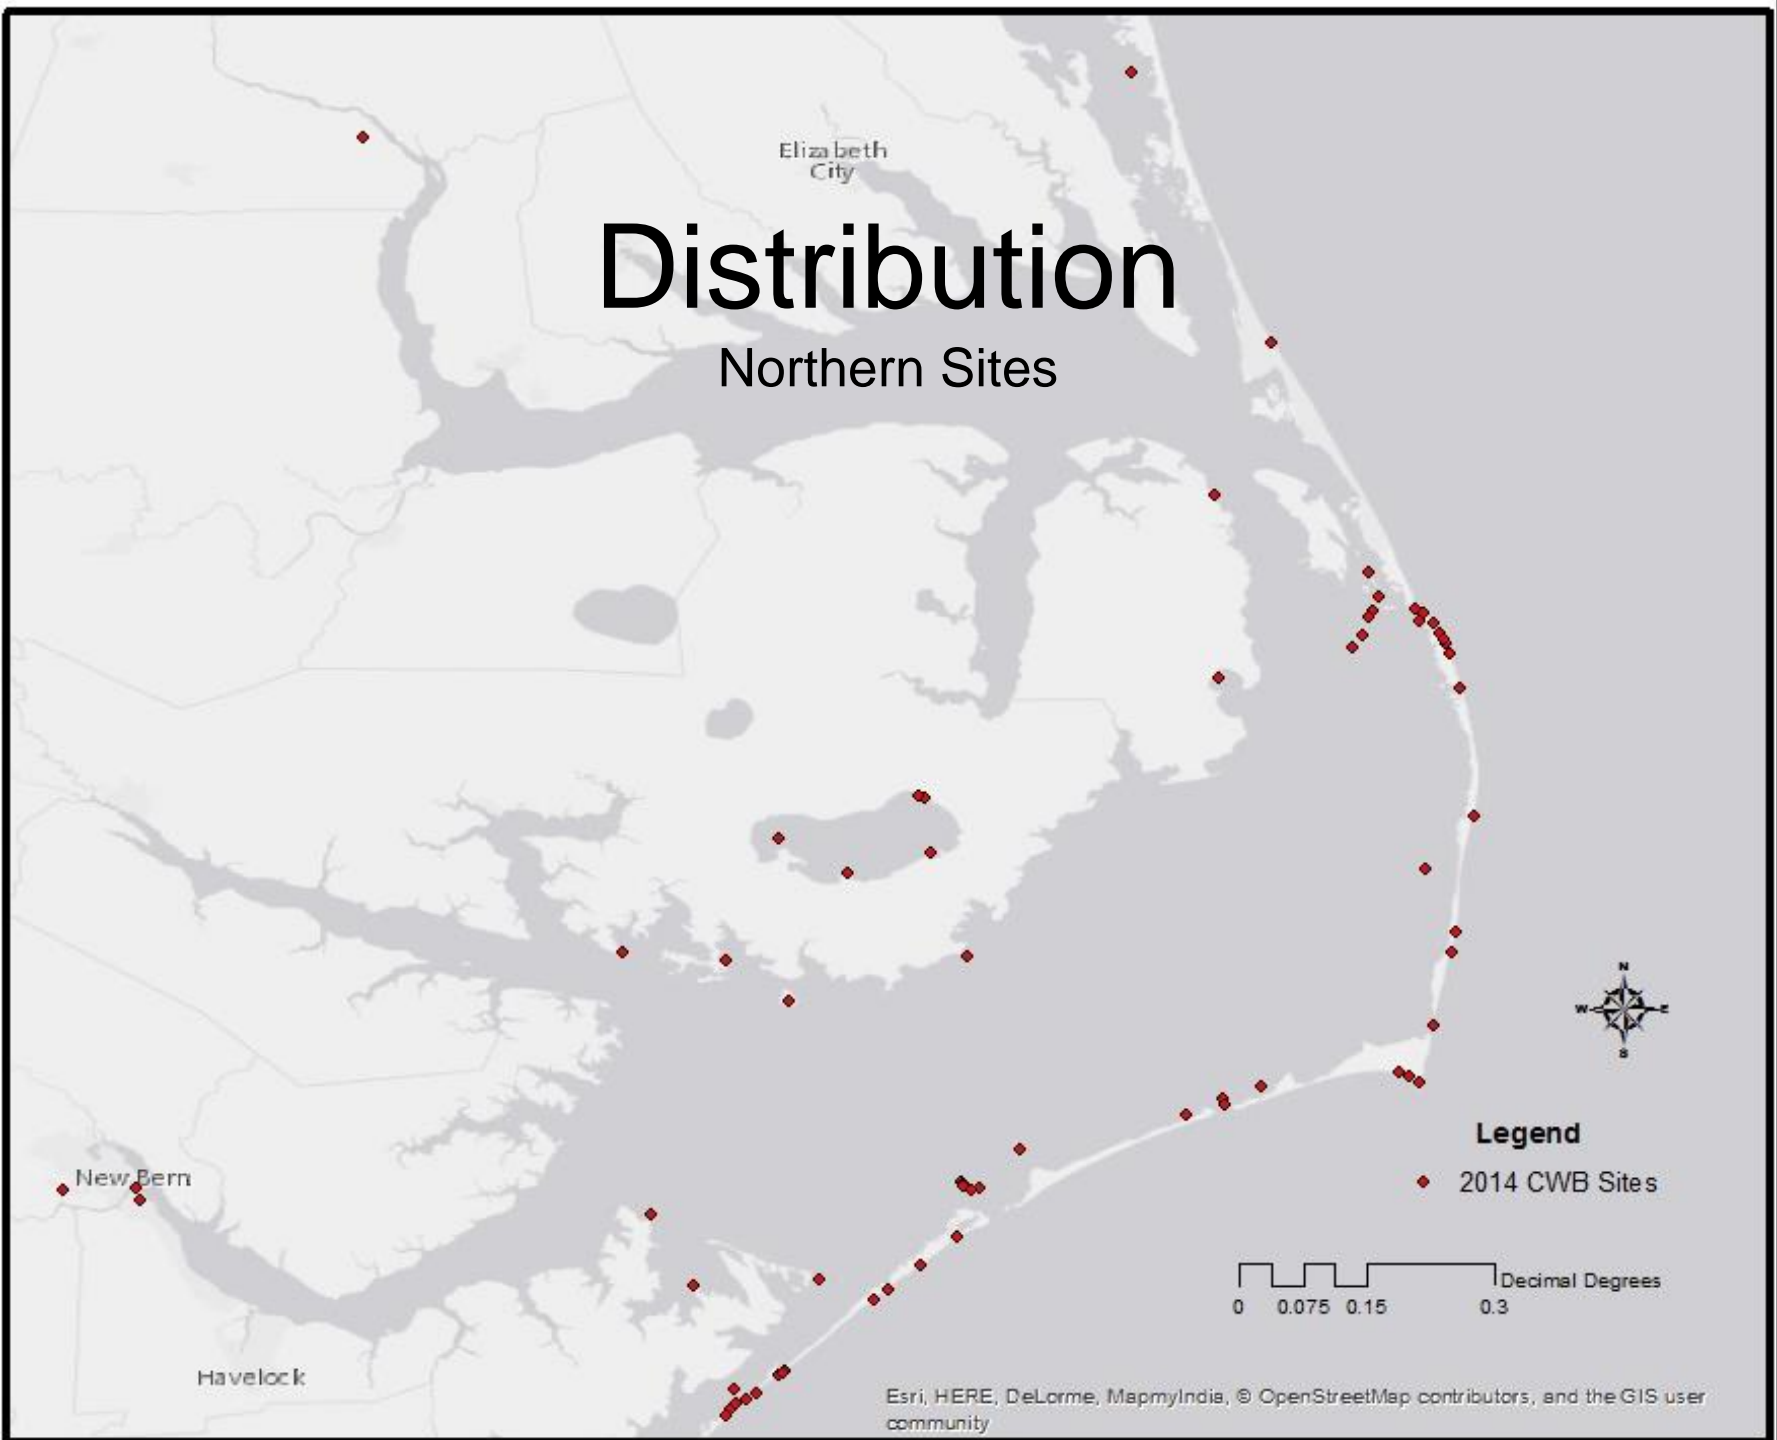 Elizabeth
City
Distribution
Northern Sites
N
W E
S
Legend
2014 CWB Sites
New Bern
Decimal Degrees
0 0.075 0.15 0.3
Havelock
Esri, HERE, DeLorme, MapmyIndia, © OpenStreetMap contributors, and the GIS user
community